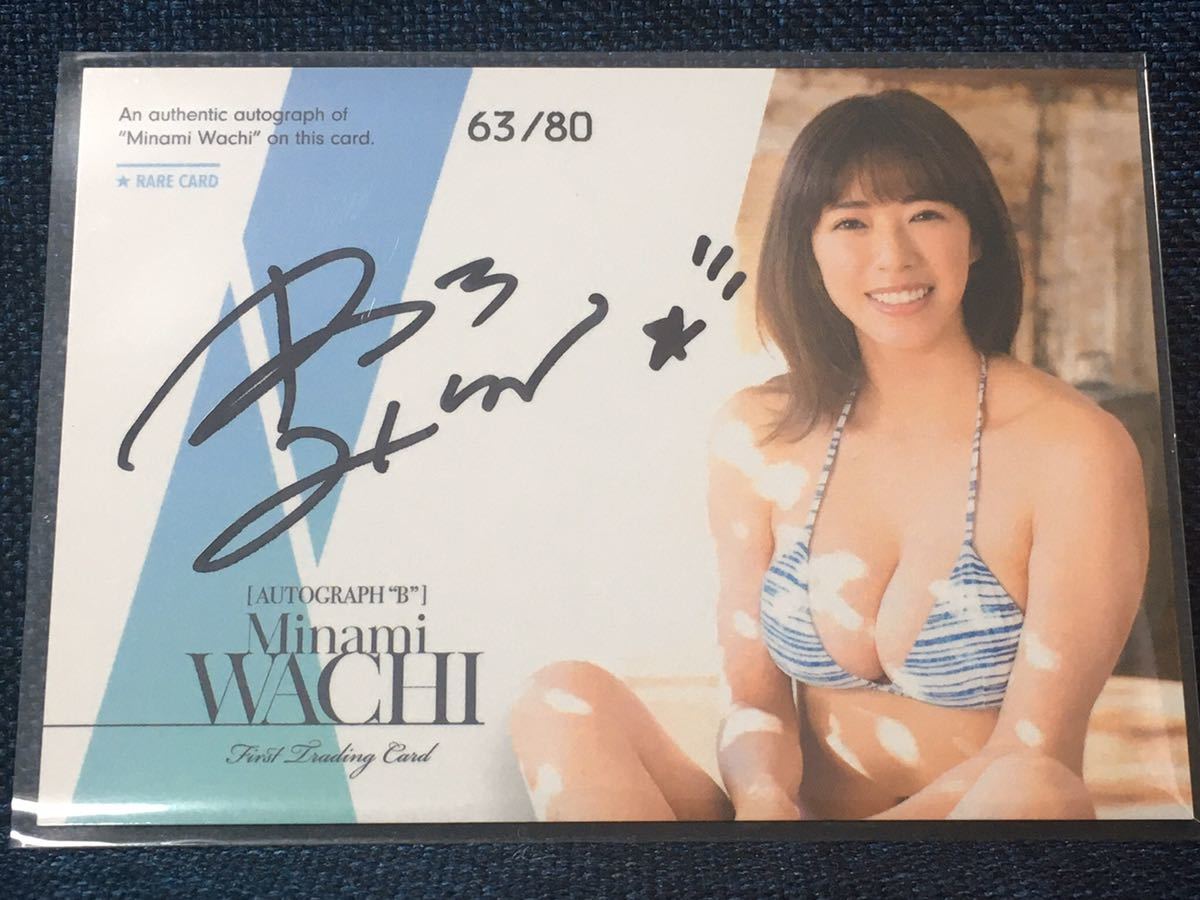 An authentic autograph of
"Minami Wachi" on this card.
★ RARE CARD
63/80
[AUTOGRAPH "B"]
Minami
WACHI
First Trading Card